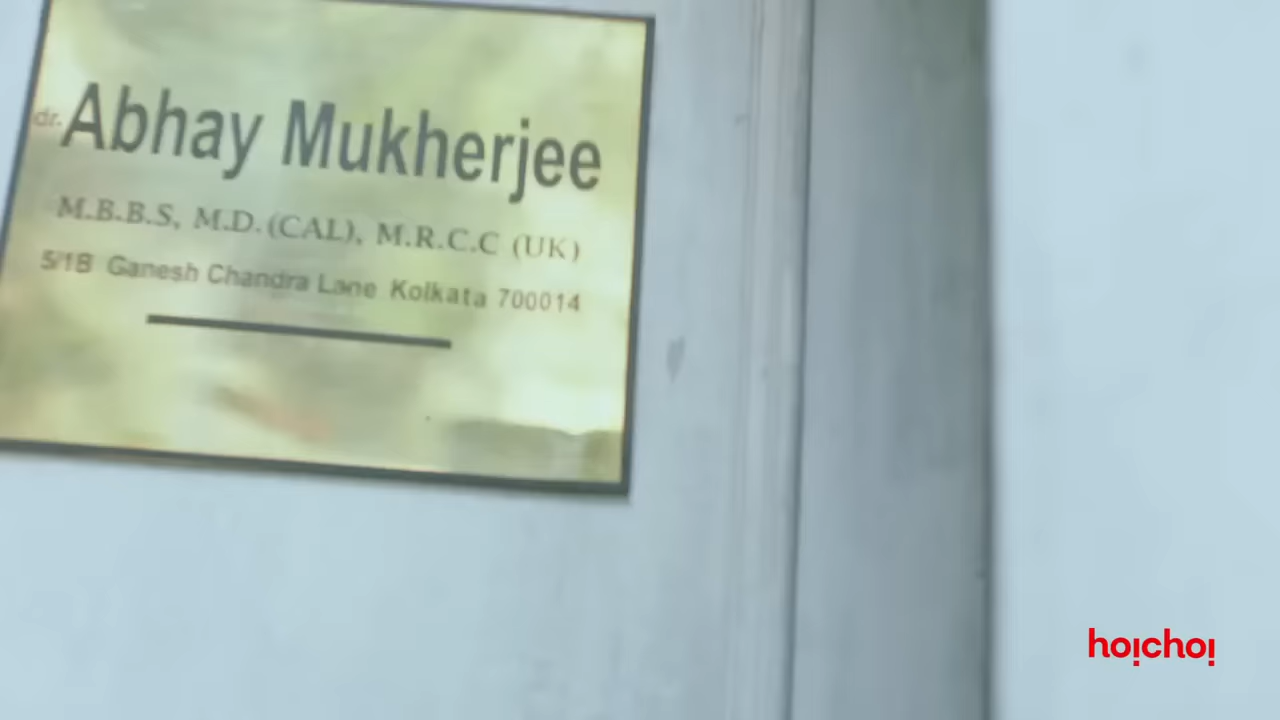 dr. Abhay Mukherjee
M.B.B.S, M.D.(CAL), M.R.C.C (UK)
5/1B Ganesh Chandra Lane Kolkata 700014
hoichoi